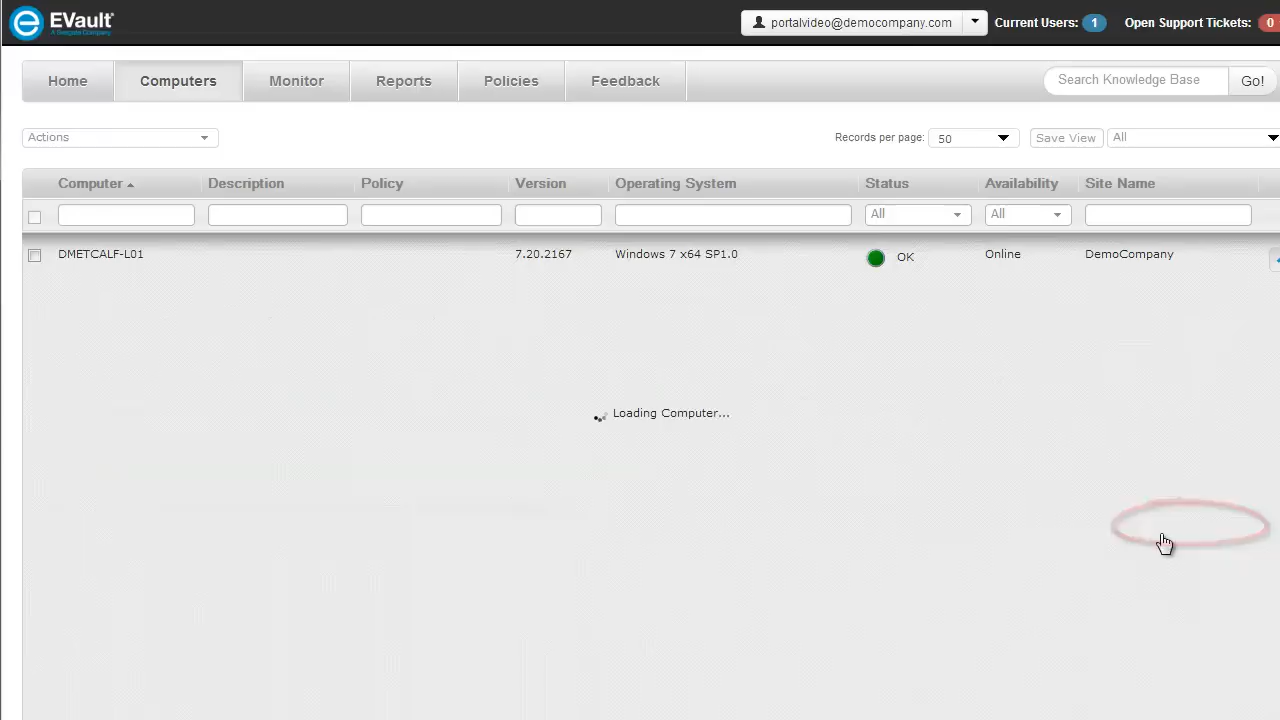 EVault®
A Seagate Company
portalvideo@democompany.com
Current Users: 1
Open Support Tickets: 0
Home
Computers
Monitor
Reports
Policies
Feedback
Search Knowledge Base
Go!
Actions
Records per page: 50
Save View
All
Computer
Description
Policy
Version
Operating System
Status
Availability
Site Name
All
All
DMETCALF-L01
7.20.2167
Windows 7 x64 SP1.0
OK
Online
DemoCompany
Loading Computer...